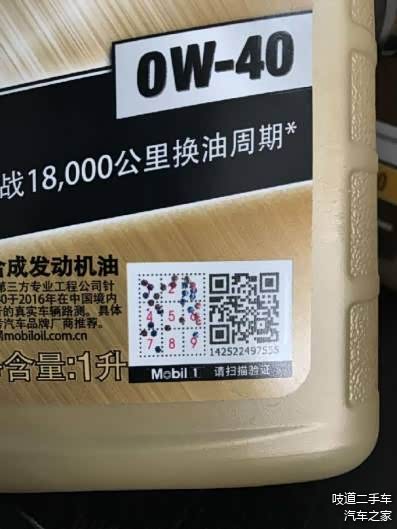 0W-40
战18,000公里换油周期*
合成发动机油
第三方专业工程公司针
于2016年在中国境内
的真实车辆路测。具体
汽车品牌厂商推荐。
mobiloil.com.cn
含量:1升
2
4 5 6
7 8 9
142522497555
Mobil 1 请扫描验证
吱道二手车
汽车之家